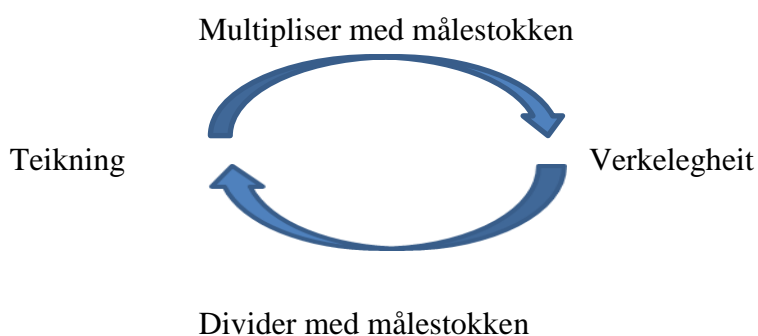 Multipliser med målestokken
Teikning
Verkelegheit
Divider med målestokken